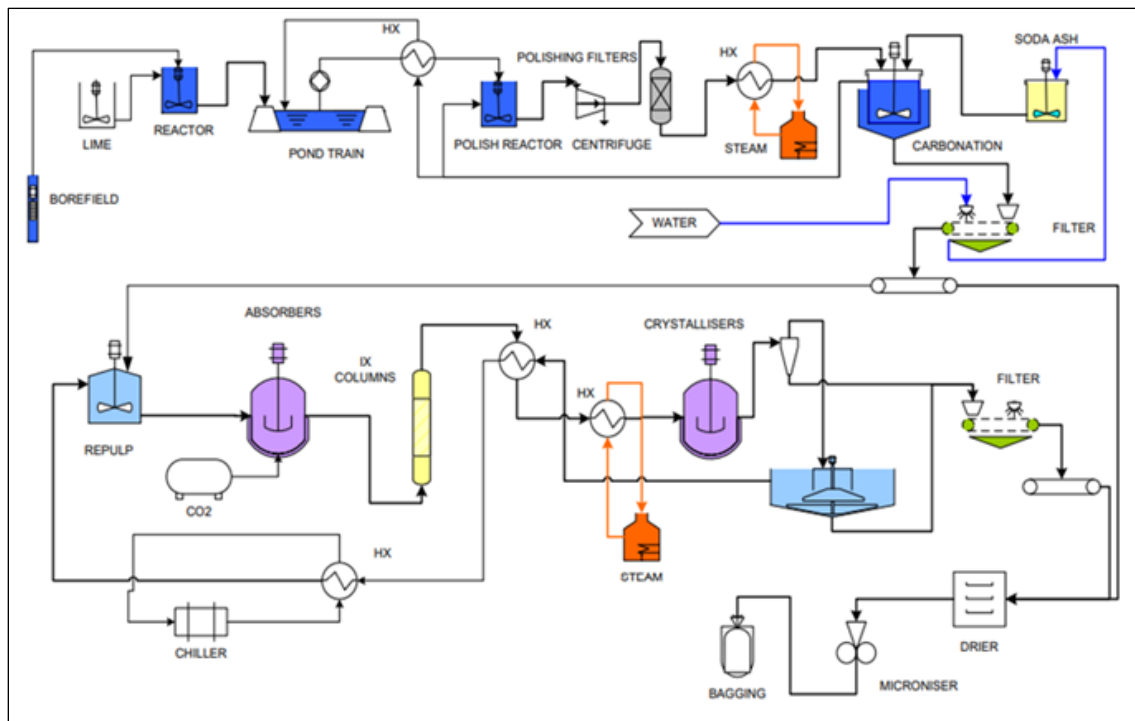 HX
HX
SODA ASH
POLISHING FILTERS
LIME
REACTOR
POND TRAIN
POLISH REACTOR
CENTRIFUGE
STEAM
CARBONATION
BOREFIELD
WATER
FILTER
ABSORBERS
IX
COLUMNS
HX
CRYSTALLISERS
HX
FILTER
REPULP
CO2
HX
STEAM
CHILLER
DRIER
BAGGING
MICRONISER